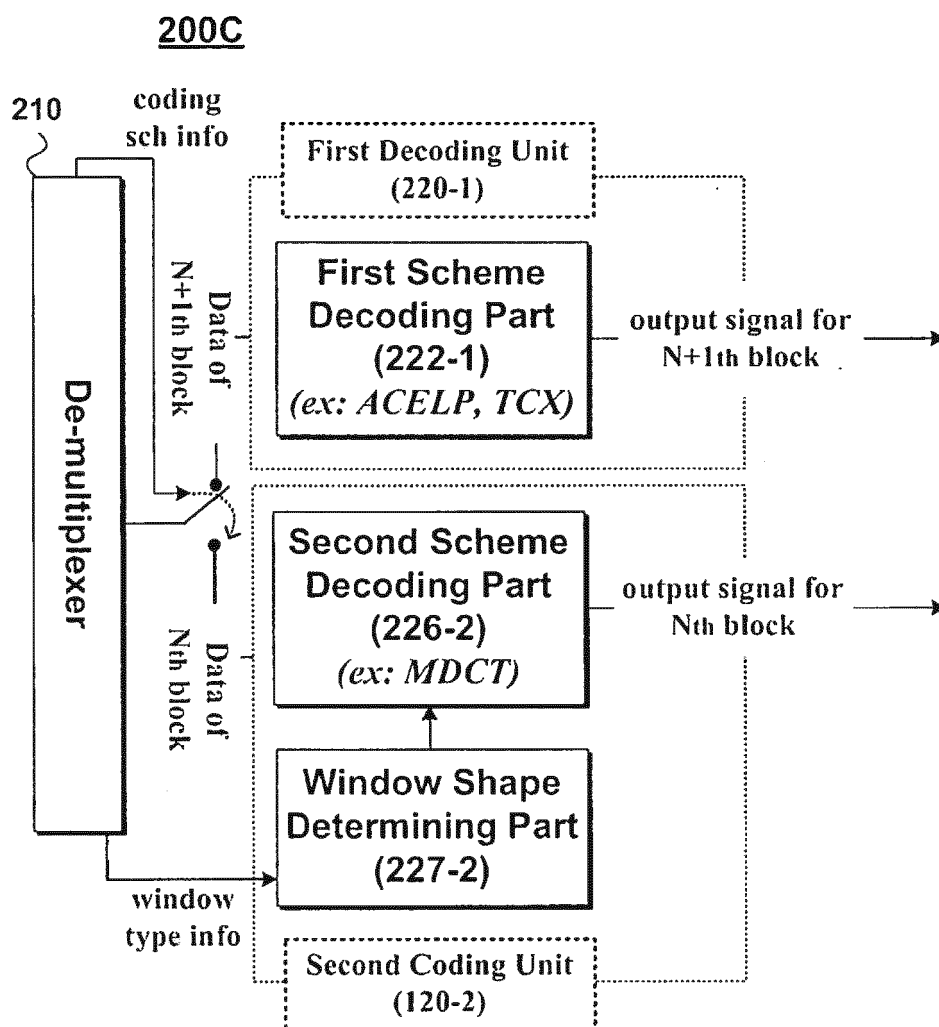 200C
210
coding
sch info
First Decoding Unit
(220-1)
De-multiplexer
Data of
N+1th block
First Scheme
Decoding Part
(222-1)
(ex: ACELP, TCX)
output signal for
N+1th block
Data of
Nth block
Second Scheme
Decoding Part
(226-2)
(ex: MDCT)
output signal for
Nth block
Window Shape
Determining Part
(227-2)
window
type info
Second Coding Unit
(120-2)